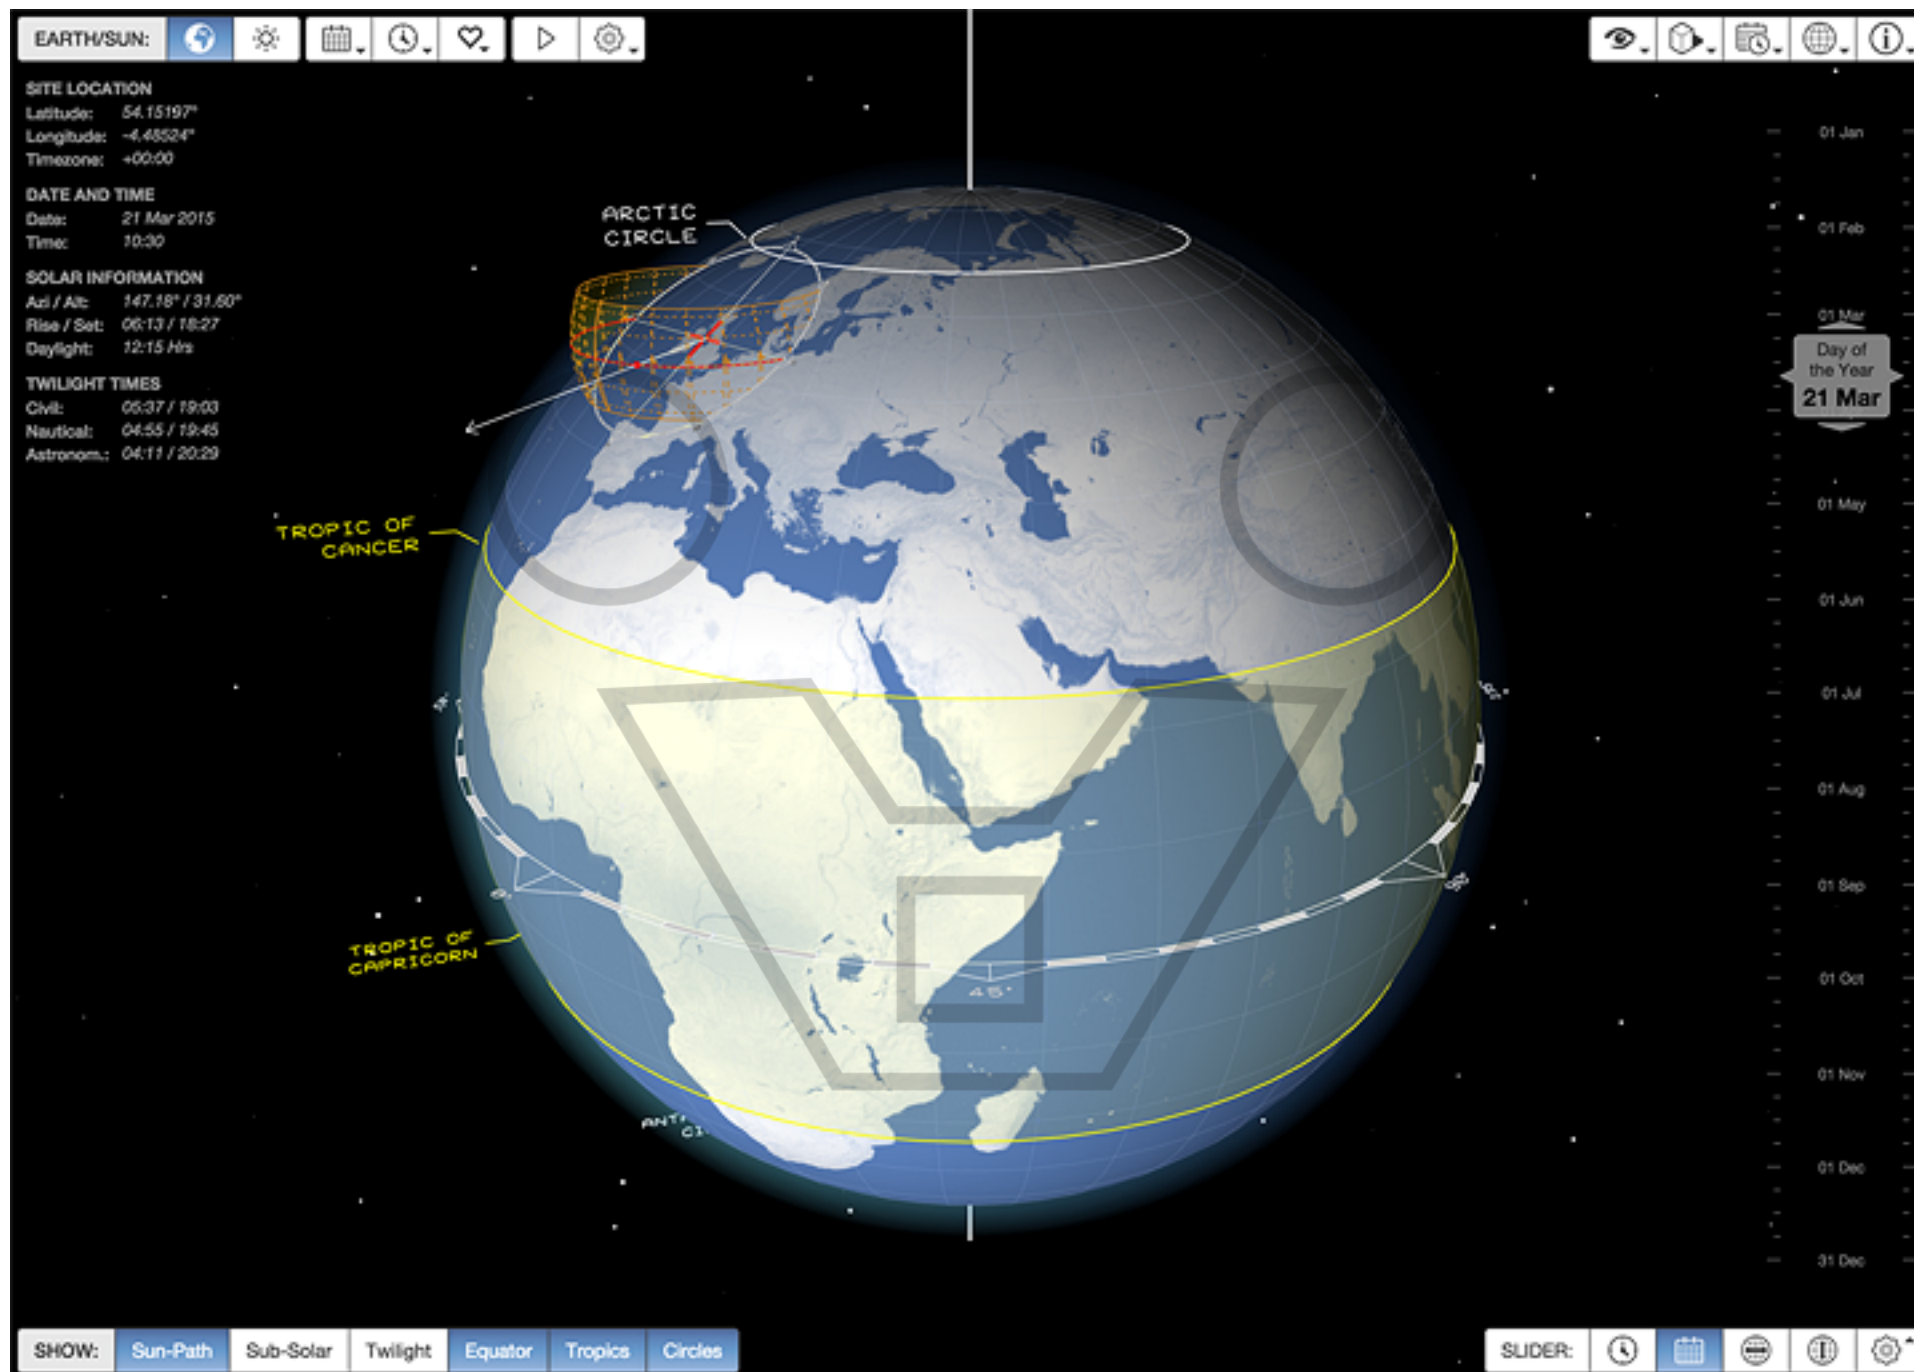 EARTH/SUN:
SITE LOCATION
Latitude: 54.15197°
Longitude: -4.48524°
Timezone: +00:00
DATE AND TIME
Date: 21 Mar 2015
Time: 10:30
SOLAR INFORMATION
Azi / Alt: 147.18° / 31.60°
Rise / Set: 06:13 / 18:27
Daylight: 12:15 Hrs
TWILIGHT TIMES
Civil: 05:37 / 19:03
Nautical: 04:55 / 19:45
Astronom.: 04:11 / 20:29
ARCTIC
CIRCLE
TROPIC OF
CANCER
TROPIC OF
CAPRICORN
0°
45°
90°
01 Jan
01 Feb
01 Mar
Day of
the Year
21 Mar
01 May
01 Jun
01 Jul
01 Aug
01 Sep
01 Oct
01 Nov
01 Dec
31 Dec
SHOW: Sun-Path Sub-Solar Twilight Equator Tropics Circles
SLIDER: